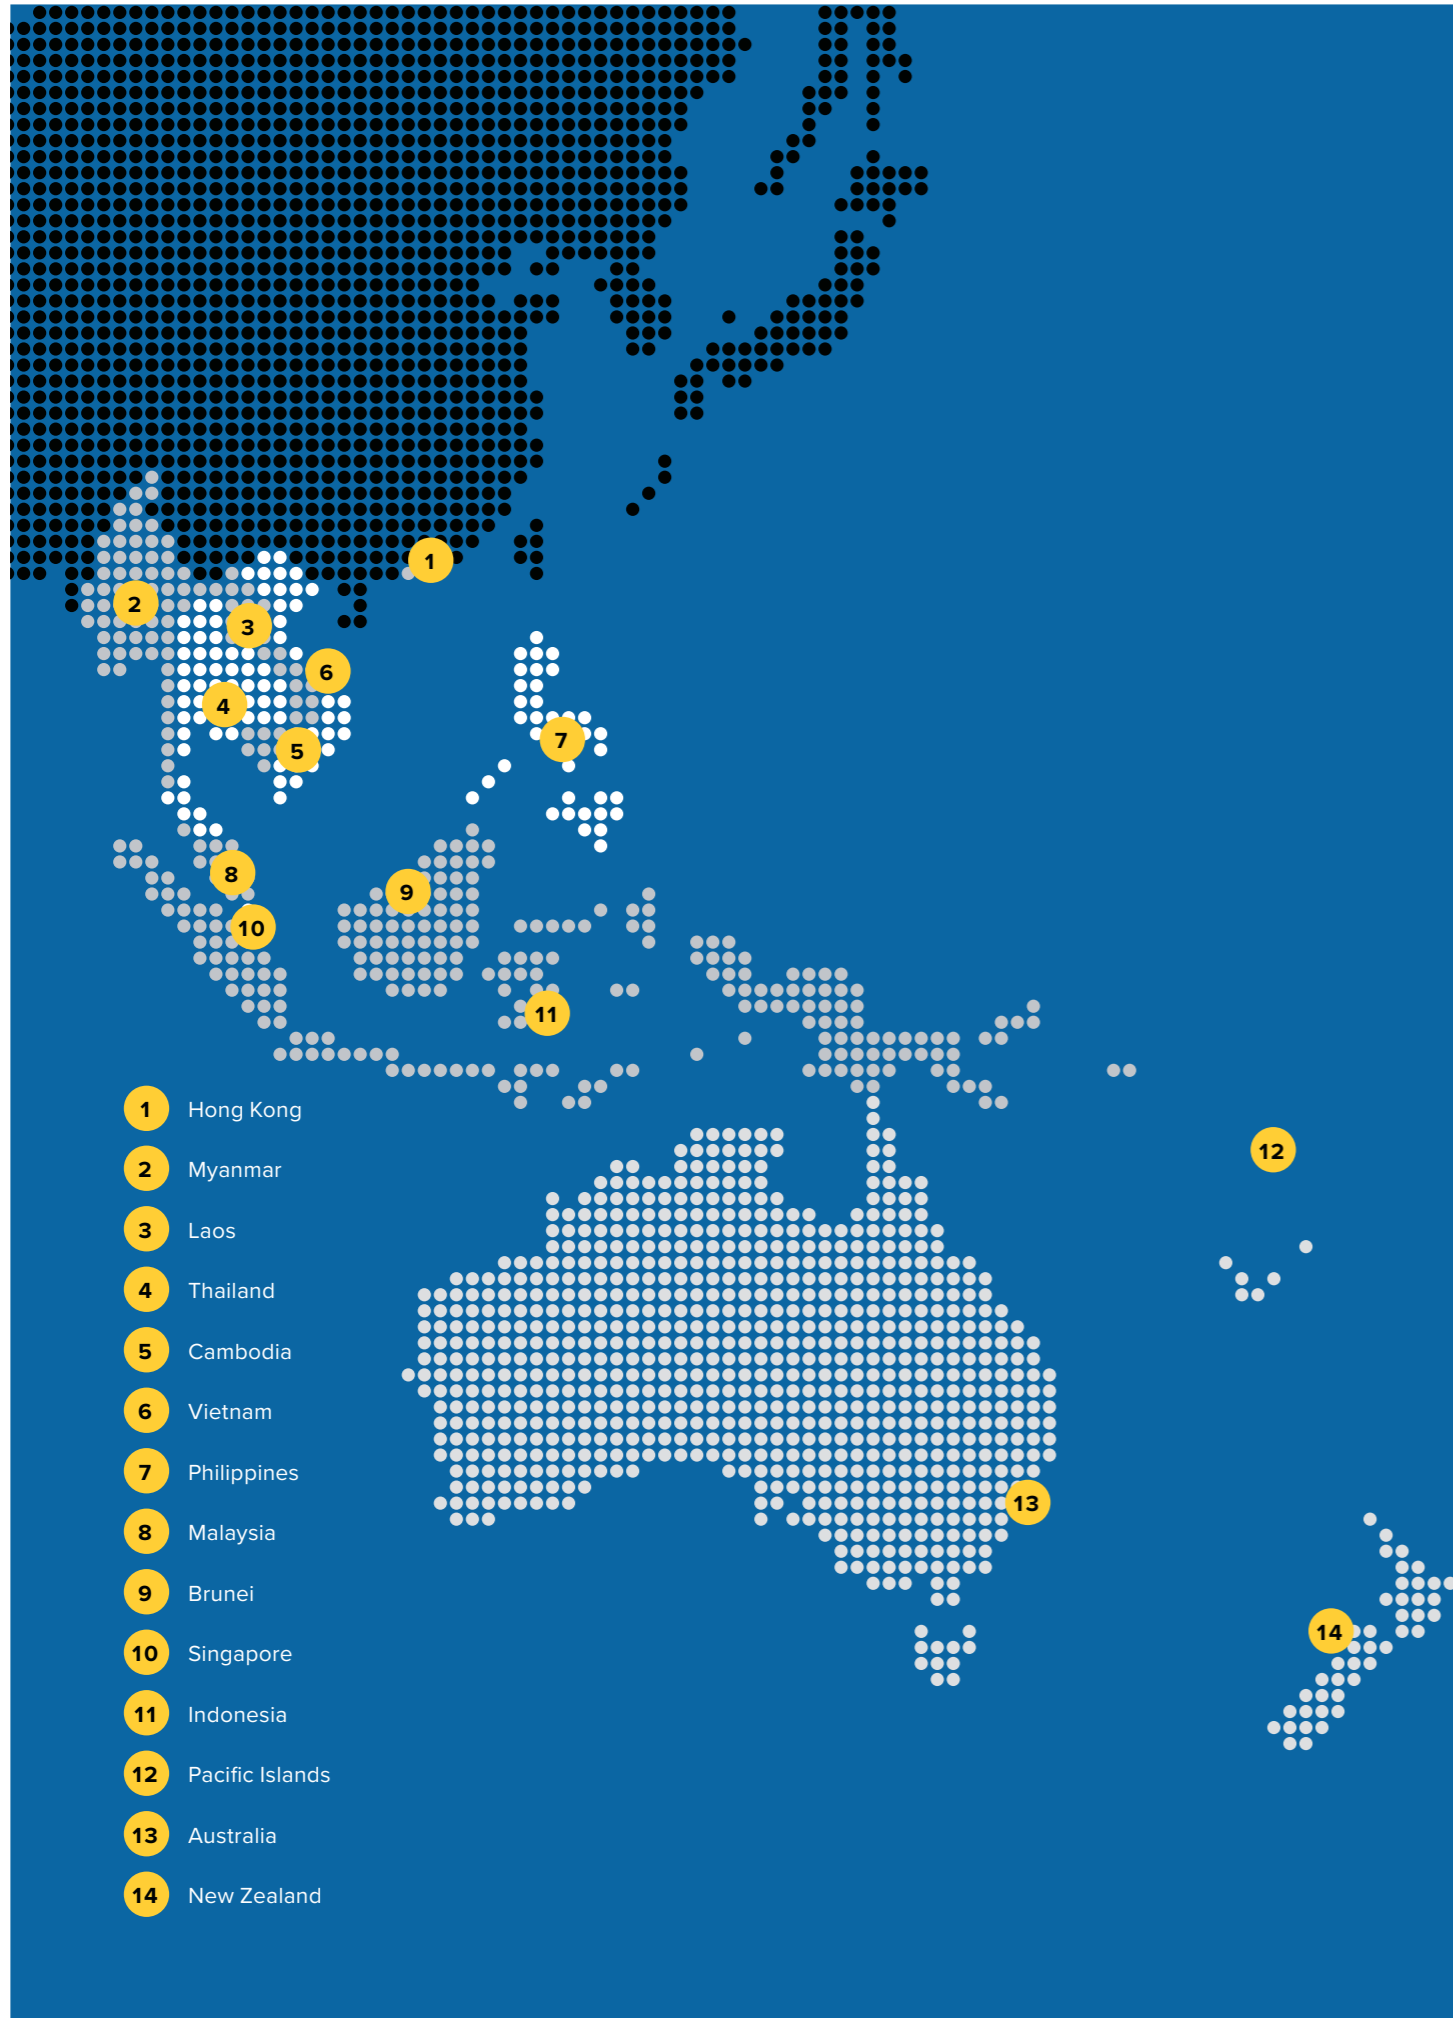 1
2
3
6
4
5
7
8
9
10
11
12
13
14
1 Hong Kong
2 Myanmar
3 Laos
4 Thailand
5 Cambodia
6 Vietnam
7 Philippines
8 Malaysia
9 Brunei
10 Singapore
11 Indonesia
12 Pacific Islands
13 Australia
14 New Zealand